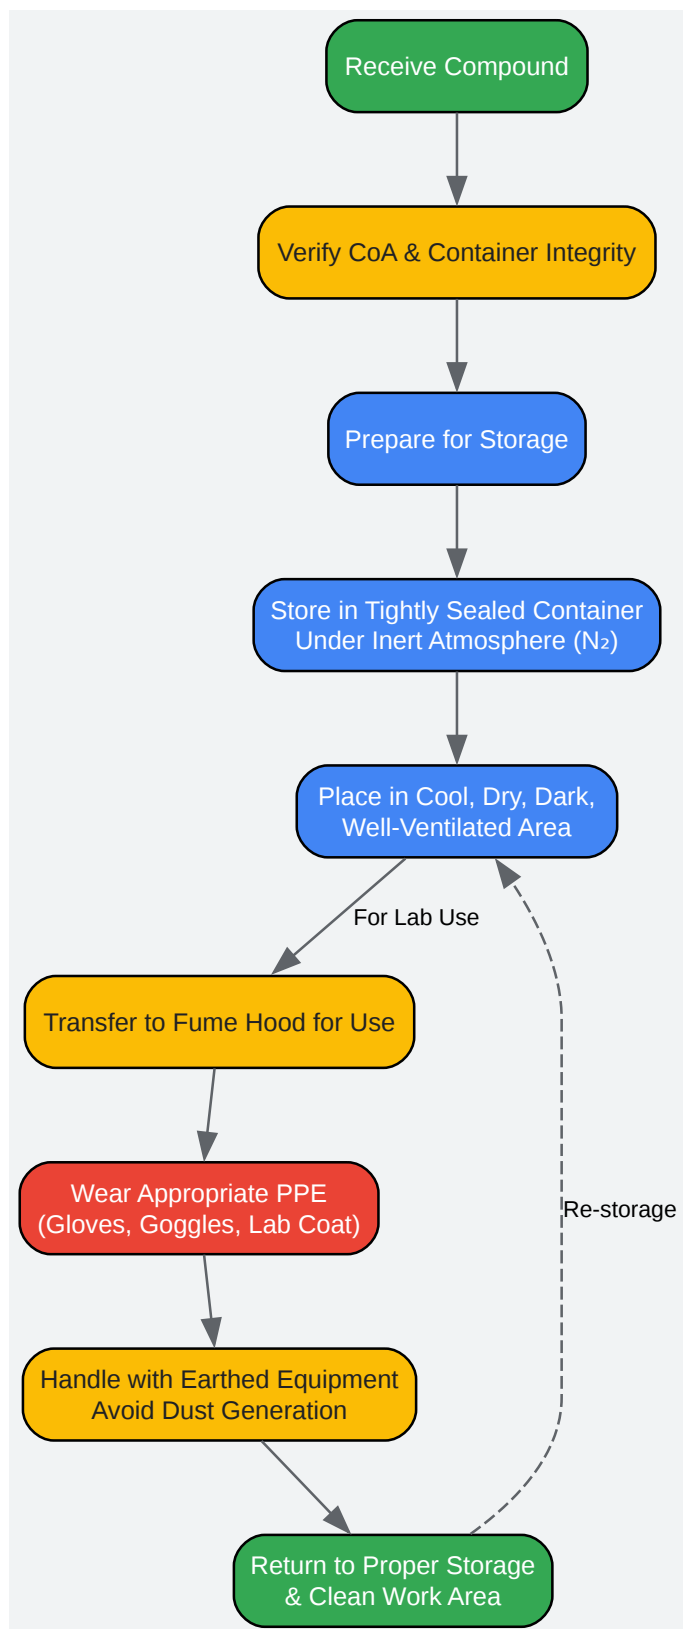 Receive Compound
Verify CoA & Container Integrity
Prepare for Storage
Store in Tightly Sealed Container
Under Inert Atmosphere (N₂)
Place in Cool, Dry, Dark,
Well-Ventilated Area
For Lab Use
Transfer to Fume Hood for Use
Wear Appropriate PPE
(Gloves, Goggles, Lab Coat)
Re-storage
Handle with Earthed Equipment
Avoid Dust Generation
Return to Proper Storage
& Clean Work Area